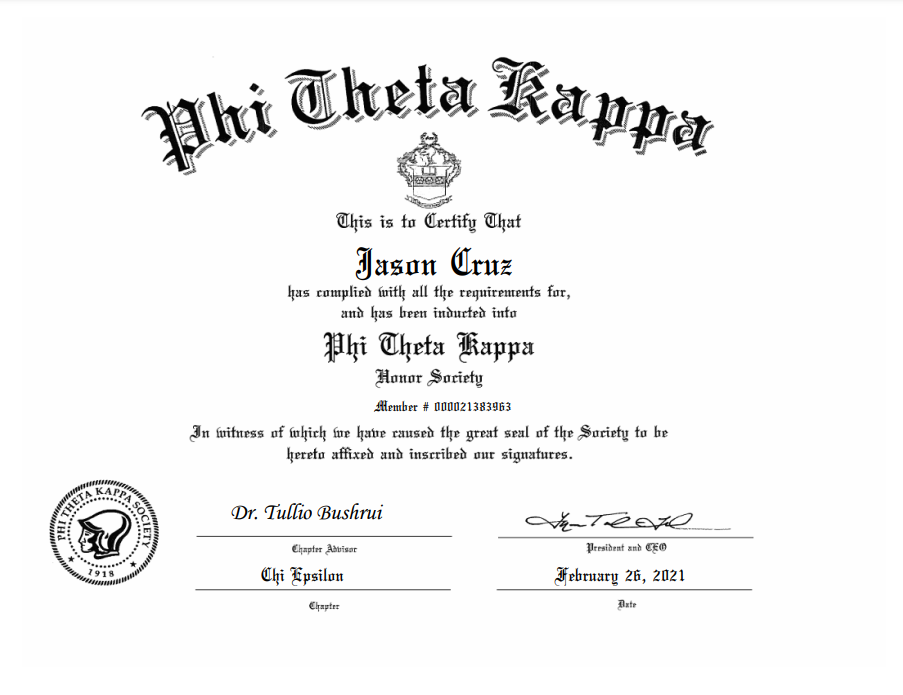 Phi Theta Kappa
This is to Certify That
Jason Cruz
has complied with all the requirements for,
and has been inducted into
Phi Theta Kappa
Honor Society
Member # 000021383963
In witness of which we have caused the great seal of the Society to be
hereto affixed and inscribed our signatures.
PHI THETA KAPPA SOCIETY
1918
Dr. Tullio Bushrui
Chapter Advisor
President and CEO
Chi Epsilon
February 26, 2021
Chapter
Date